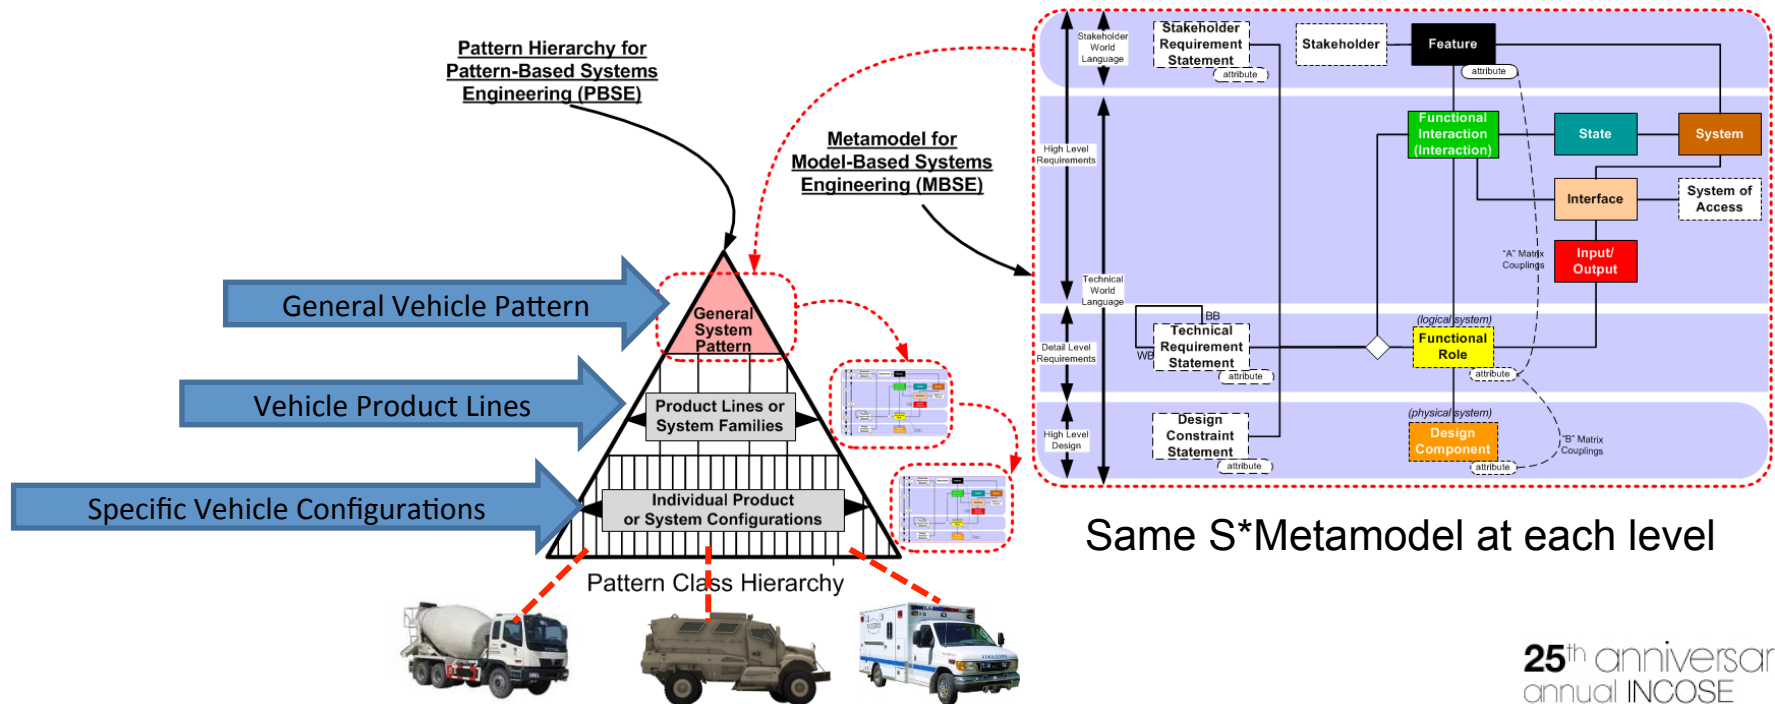 Pattern Hierarchy for
Pattern-Based Systems
Engineering (PBSE)
Metamodel for
Model-Based Systems
Engineering (MBSE)
General Vehicle Pattern
Vehicle Product Lines
Specific Vehicle Configurations
General
System
Pattern
Product Lines or
System Families
Individual Product
or System Configurations
Pattern Class Hierarchy
Stakeholder
World
Language
High Level
Requirements
Technical
World
Language
Detail Level
Requirements
High Level
Design
Stakeholder
Requirement
Statement
attribute
Stakeholder
Feature
attribute
Functional
Interaction
(Interaction)
State
System
Interface
System of
Access
Input/
Output
"A" Matrix
Couplings
BB
WB
Technical
Requirement
Statement
attribute
(logical system)
Functional
Role
attribute
Design
Constraint
Statement
attribute
(physical system)
Design
Component
attribute
"B" Matrix
Couplings
Same S*Metamodel at each level
25th anniversar
annual INCOSE